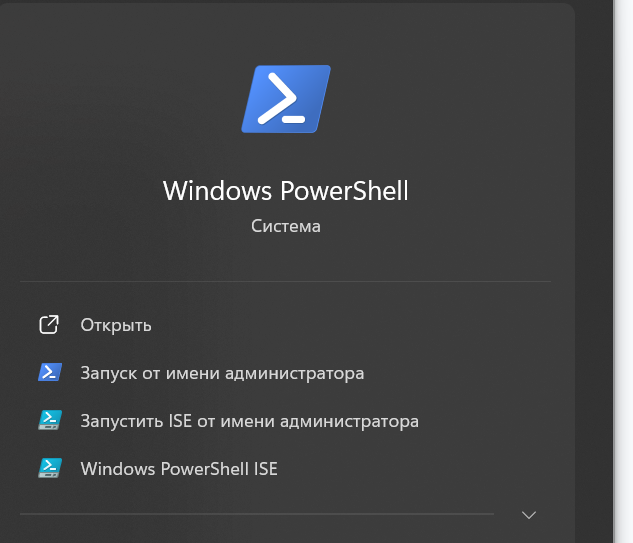 Windows PowerShell
Система
Открыть
Запуск от имени администратора
Запустить ISE от имени администратора
Windows PowerShell ISE